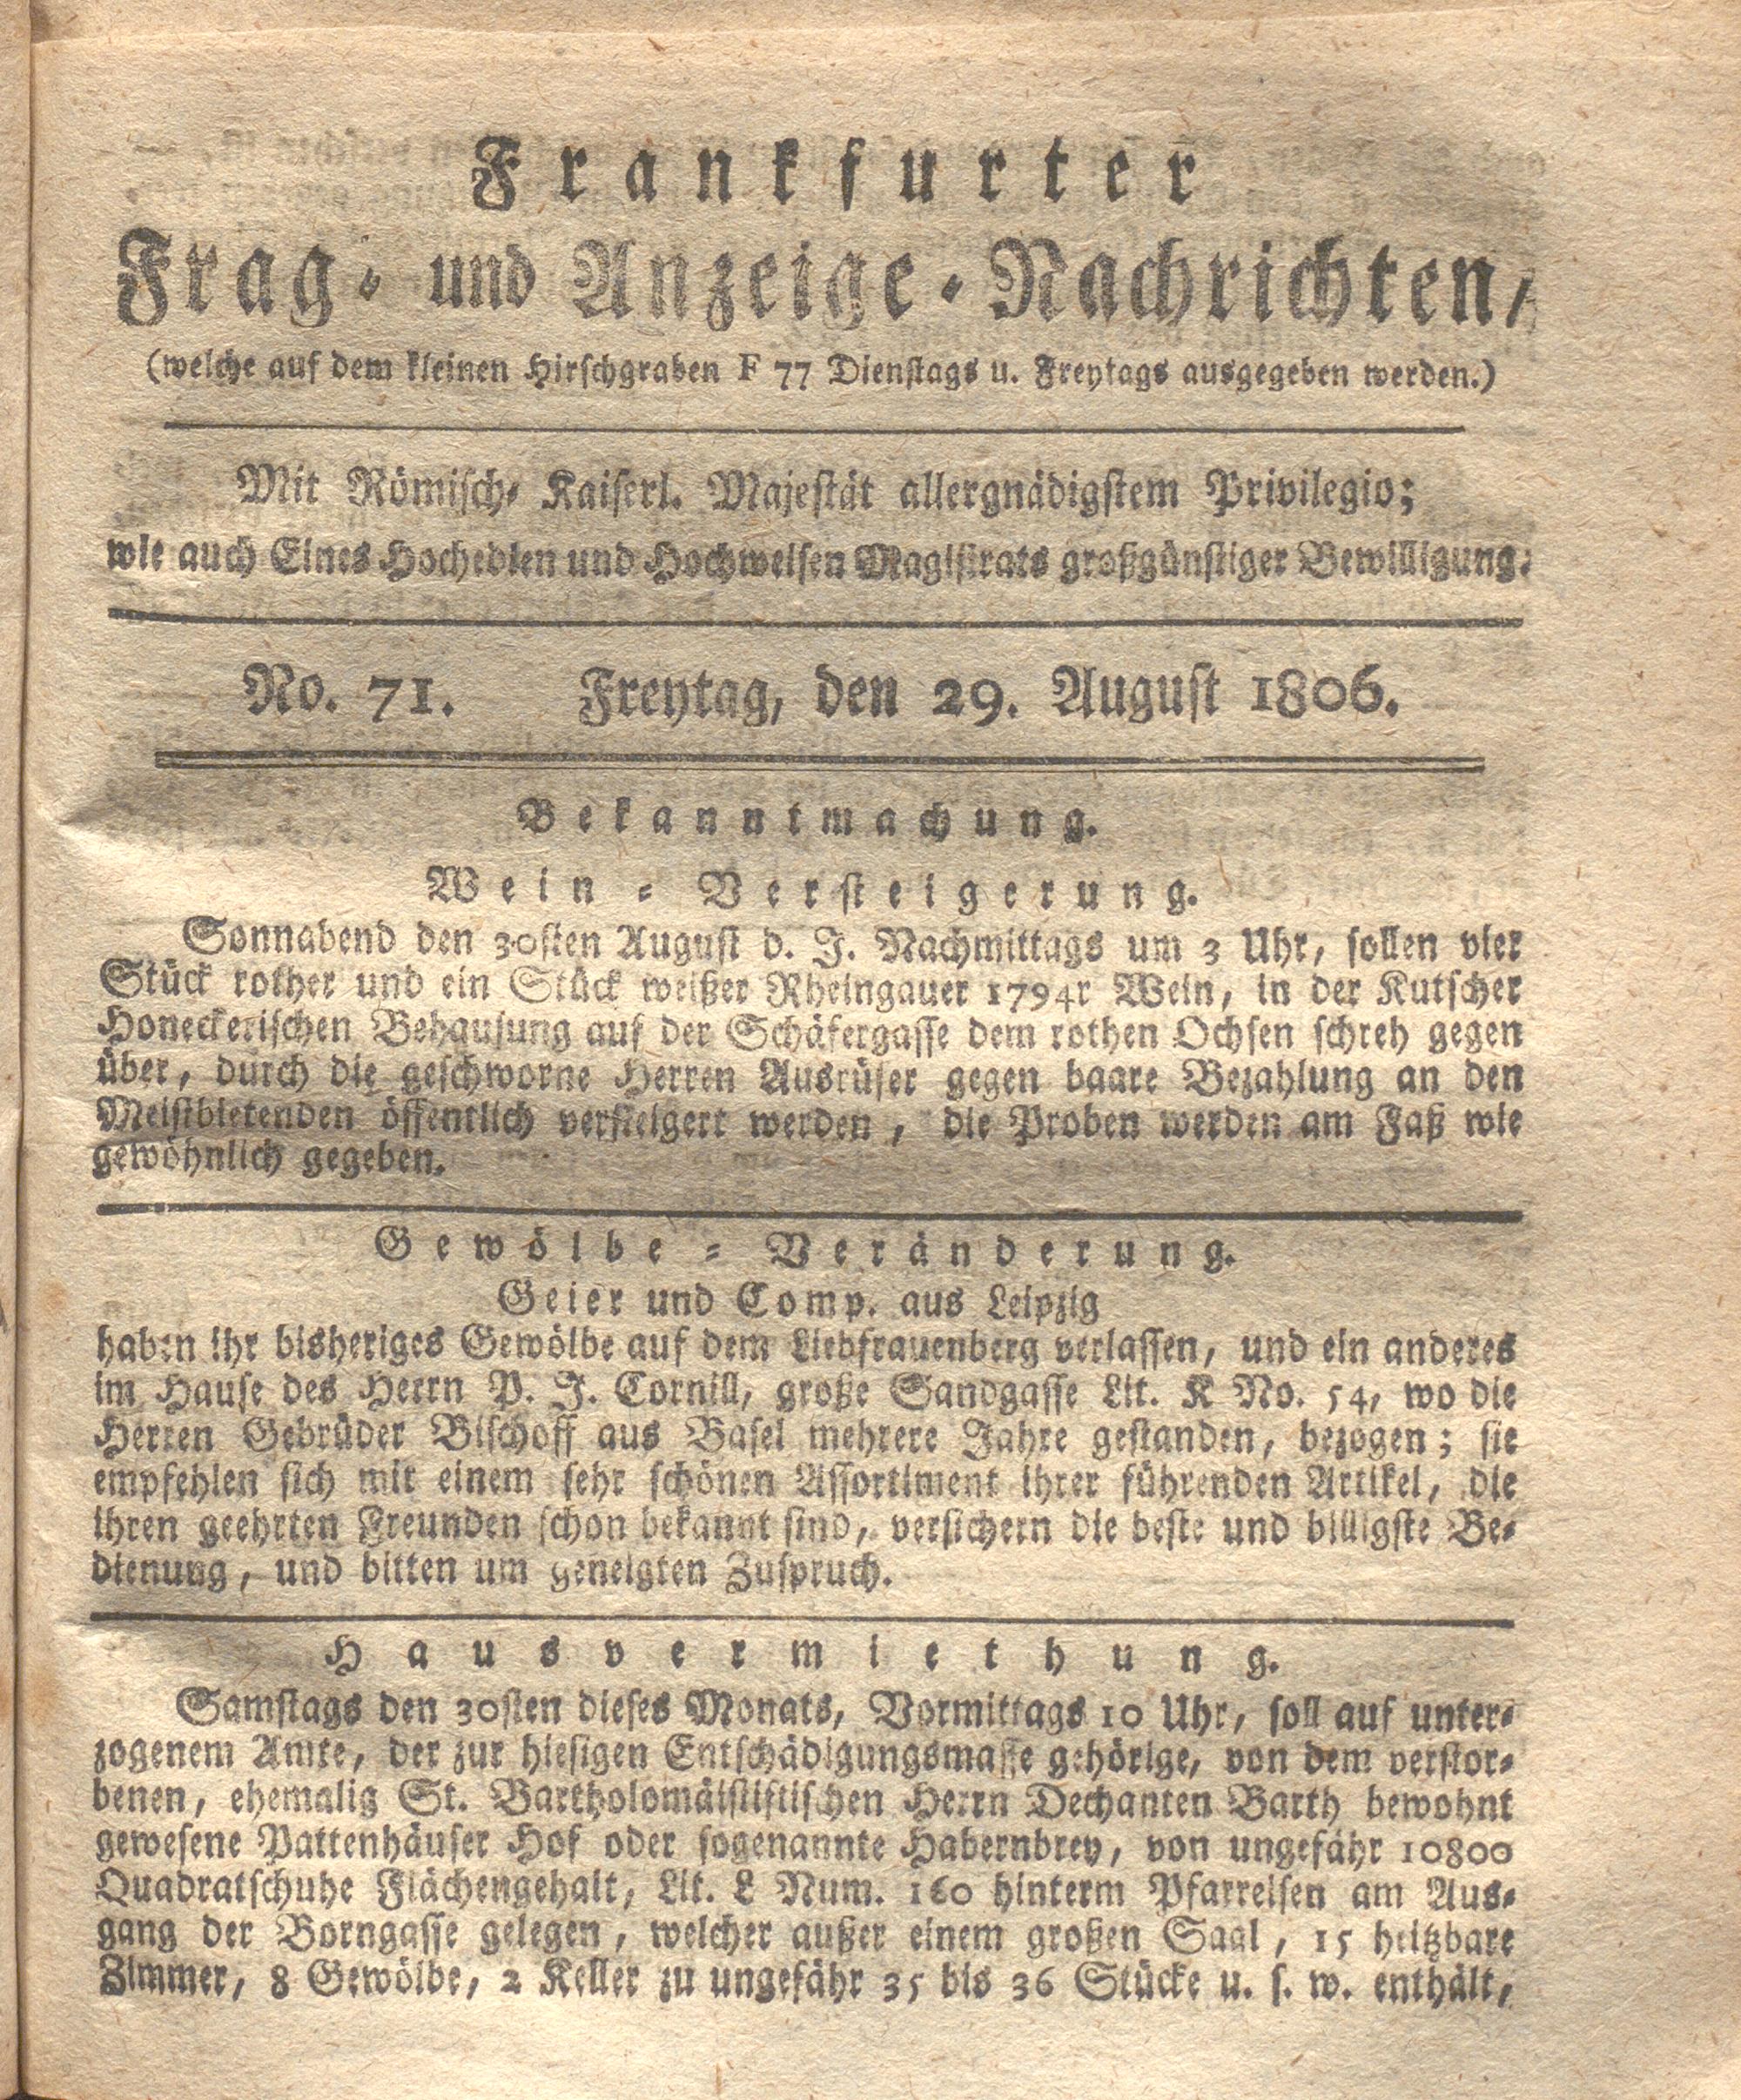 Frankfurter
Frag- und Anzeige-Nachrichten,
(welche auf dem kleinen Hirschgraben F 77 Dienstags u. Freytags ausgegeben werden.)
Mit Römisch- Kaiserl. Majestät allergnädigstem Privilegio;
wie auch Eines Hochedlen und Hochweisen Magistrats großgünstiger Bewilligung.
No. 71. Freytag, den 29. August 1806.
Bekanntmachung.
Wein-Versteigerung.
Sonnabend den 30sten August d. J. Nachmittags um 3 Uhr, sollen vier
Stück rother und ein Stück weißer Rheingauer 1794r Wein, in der Kutscher
Honeckerischen Behausung auf der Schäfergasse dem rothen Ochsen schreh gegen
über, durch die geschworne Herren Ausrüfer gegen baare Bezahlung an den
Meistbietenden öffentlich versteigert werden, die Proben werden am Faß wie
gewöhnlich gegeben.
Gewölbe-Veränderung.
Geier und Comp. aus Leipzig
haben ihr bisheriges Gewölbe auf dem Liebfrauenberg verlassen, und ein anderes
im Hause des Herrn P. J. Cornill, große Sandgasse Lit. K No. 54, wo die
Herren Gebrüder Bischoff aus Basel mehrere Jahre gestanden, bezogen; sie
empfehlen sich mit einem sehr schönen Assortiment ihrer führenden Artikel, die
ihren geehrten Freunden schon bekannt sind, versichern die beste und billigste Be-
dienung, und bitten um geneigten Zuspruch.
Hausvermiethung.
Samstags den 30sten dieses Monats, Vormittags 10 Uhr, soll auf unter-
zogenem Amte, der zur hiesigen Entschädigungsmasse gehörige, von dem verstor-
benen, ehemalig St. Bartholomäistiftischen Herrn Dechanten Barth bewohnt
gewesene Pattenhäuser Hof oder sogenannte Habernbrey, von ungefähr 10800
Quadratschuhe Flächengehalt, Lit. L Num. 160 hinterm Pfarreisen am Aus-
gang der Borngasse gelegen, welcher außer einem großen Saal, 15 heitzbare
Zimmer, 8 Gewölbe, 2 Keller zu ungefähr 35 bis 36 Stücke u. s. w. enthält,